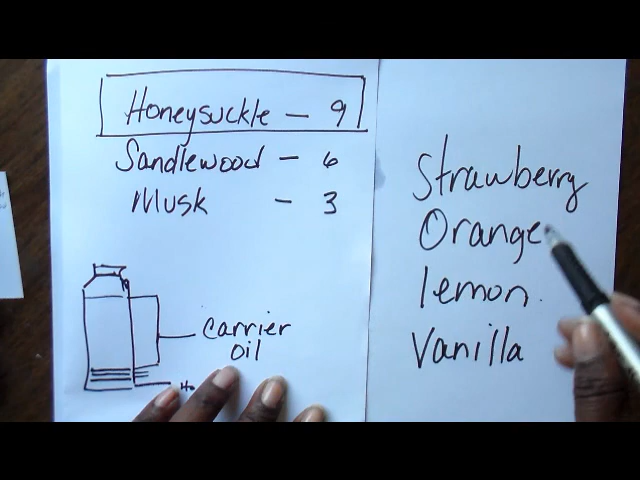 Honeysuckle - 9
Sandlewood - 6
Musk - 3
Carrier
oil
Strawberry
Orange
lemon
Vanilla